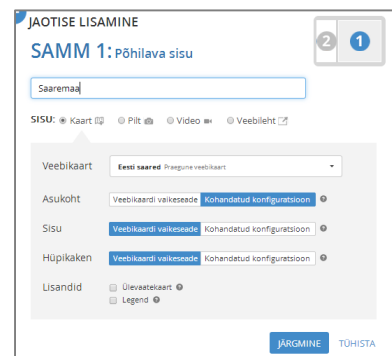 JAOTISE LISAMINE
SAMM 1: Põhilava sisu
2 1
Saaremaa
SISU: Kaart Pilt Video Veebileht
Veebikaart Eesti saared Praegune veebikaart
Asukoht Veebikaardi vaikeseade Kohandatud konfiguratsioon
Sisu Veebikaardi vaikeseade Kohandatud konfiguratsioon
Hüpikaken Veebikaardi vaikeseade Kohandatud konfiguratsioon
Lisandid Ülevaatekaart
Legend
JÄRGMINE TÜHISTA